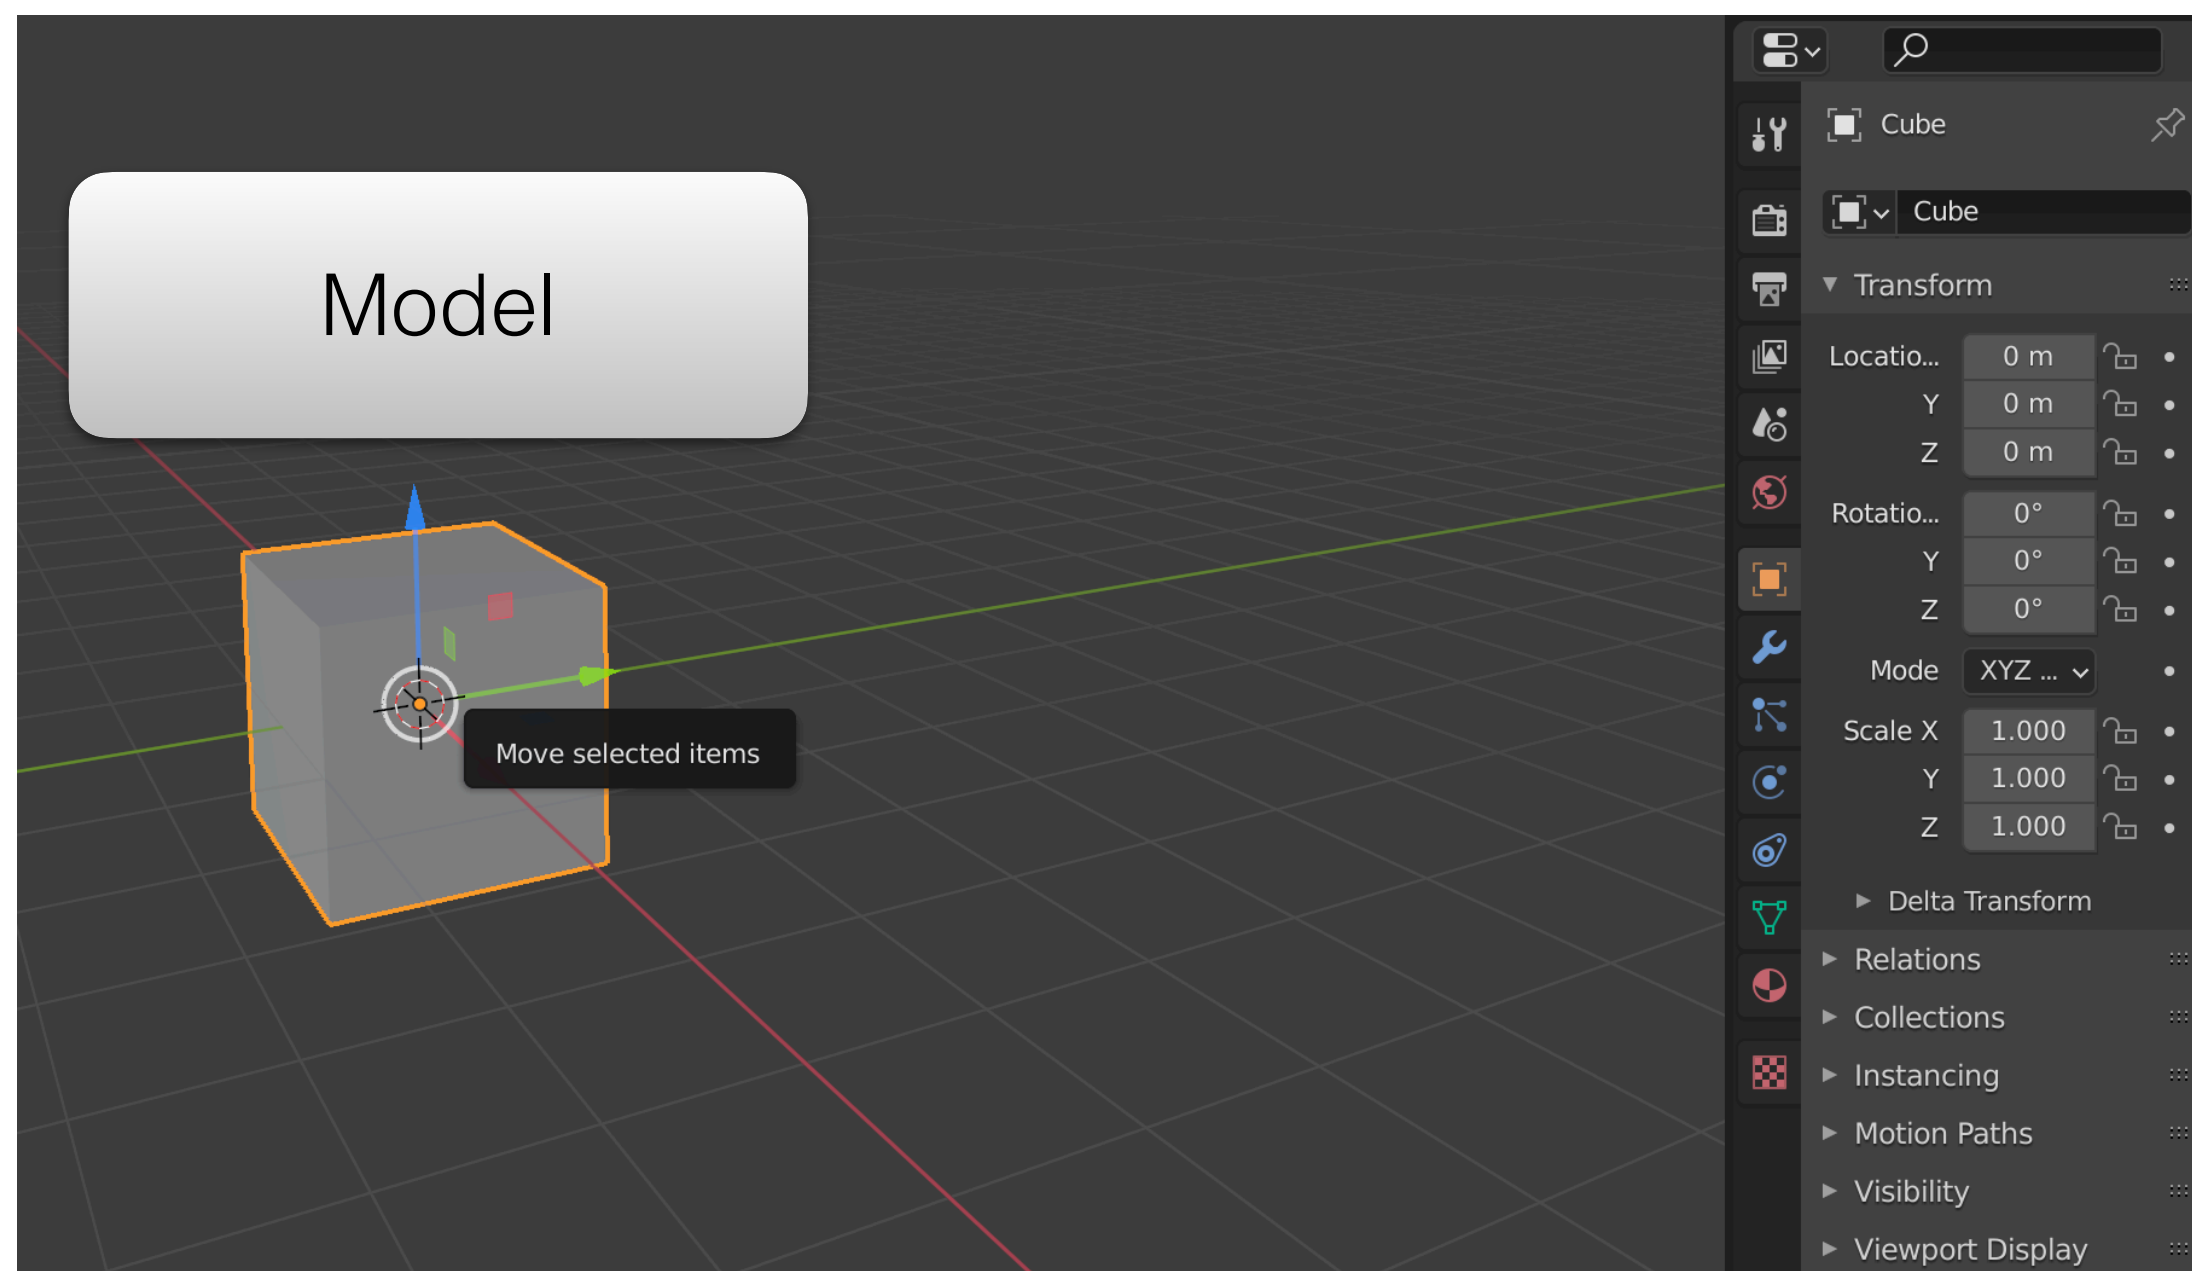 Model
Move selected items
Cube
Cube
Transform
Locatio... 0 m
Y 0 m
Z 0 m
Rotatio... 0°
Y 0°
Z 0°
Mode XYZ ...
Scale X 1.000
Y 1.000
Z 1.000
Delta Transform
Relations
Collections
Instancing
Motion Paths
Visibility
Viewport Display